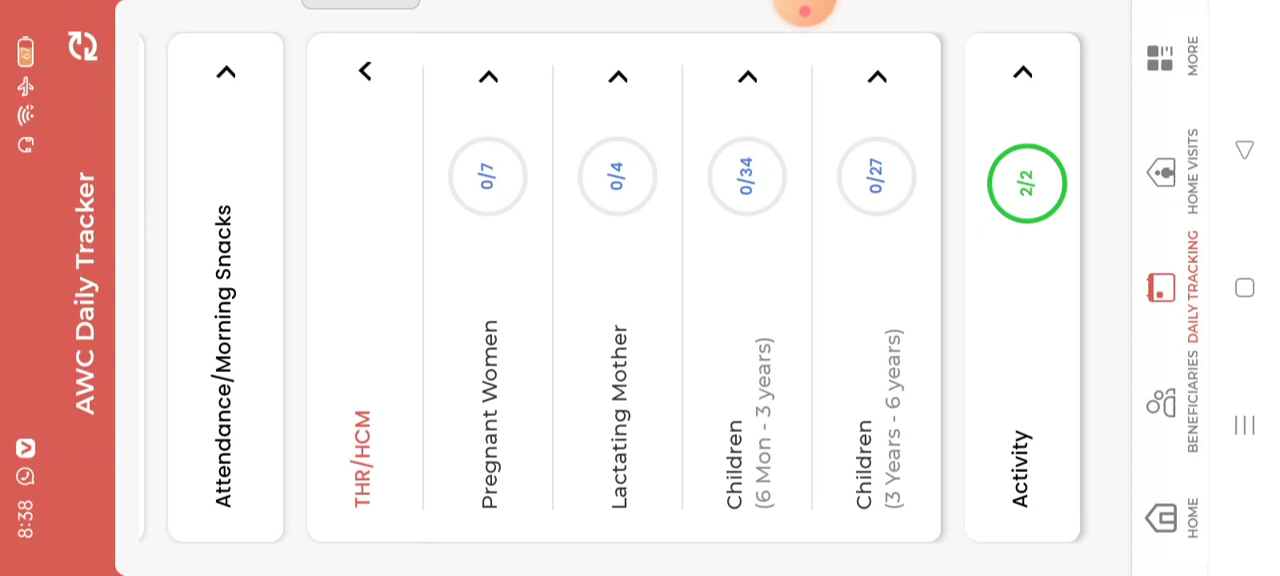 8:38
67
AWC Daily Tracker
Attendance/Morning Snacks
THR/HCM
Pregnant Women 0/7
Lactating Mother 0/4
Children
(6 Mon - 3 years) 0/34
Children
(3 Years - 6 years) 0/27
Activity 2/2
HOME BENEFICIARIES DAILY TRACKING HOME VISITS MORE